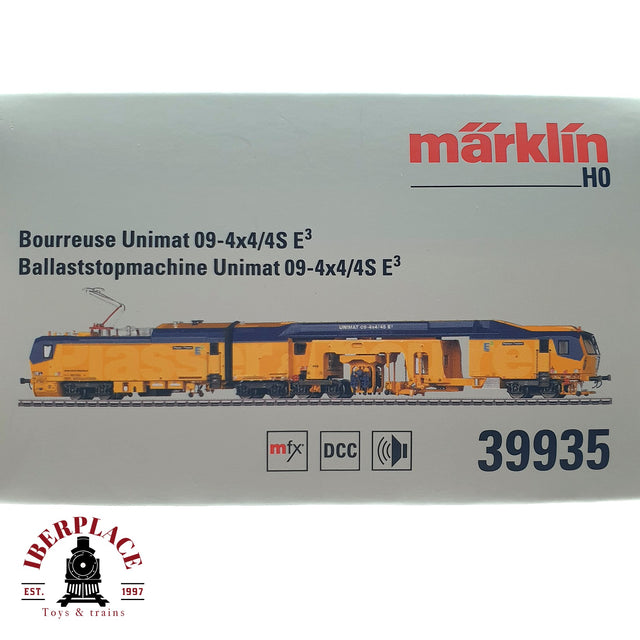 märklin
H0
Bourreuse Unimat 09-4x4/4S E³
Ballaststopmachine Unimat 09-4x4/4S E³
UNIMAT 09-4x4/4S E³
mfx
DCC
39935
IBERPLACE
EST. 1997
Toys & trains